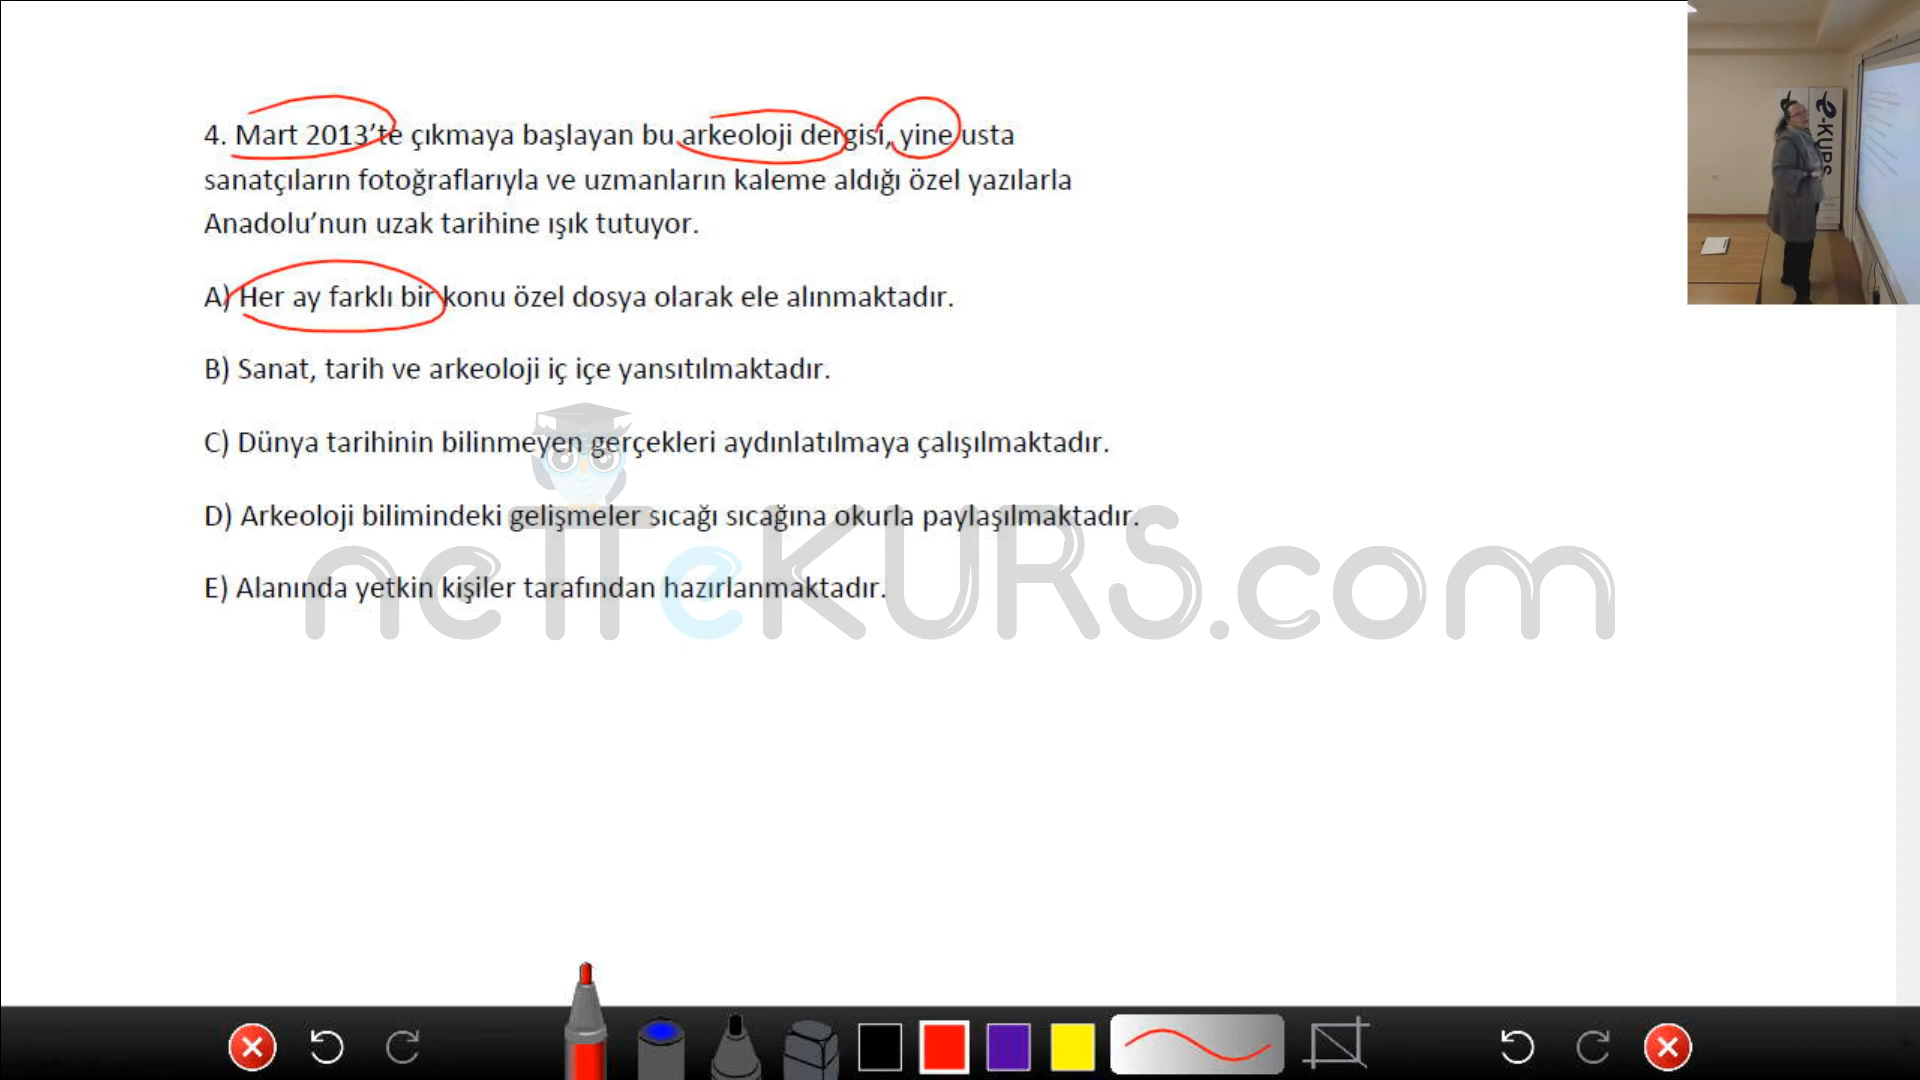 4. Mart 2013’te çıkmaya başlayan bu arkeoloji dergisi, yine usta
sanatçıların fotoğraflarıyla ve uzmanların kaleme aldığı özel yazılarla
Anadolu’nun uzak tarihine ışık tutuyor.
A) Her ay farklı bir konu özel dosya olarak ele alınmaktadır.
B) Sanat, tarih ve arkeoloji iç içe yansıtılmaktadır.
C) Dünya tarihinin bilinmeyen gerçekleri aydınlatılmaya çalışılmaktadır.
D) Arkeoloji bilimindeki gelişmeler sıcağı sıcağına okurla paylaşılmaktadır.
E) Alanında yetkin kişiler tarafından hazırlanmaktadır.
neTTeKURS.com
e-KURS